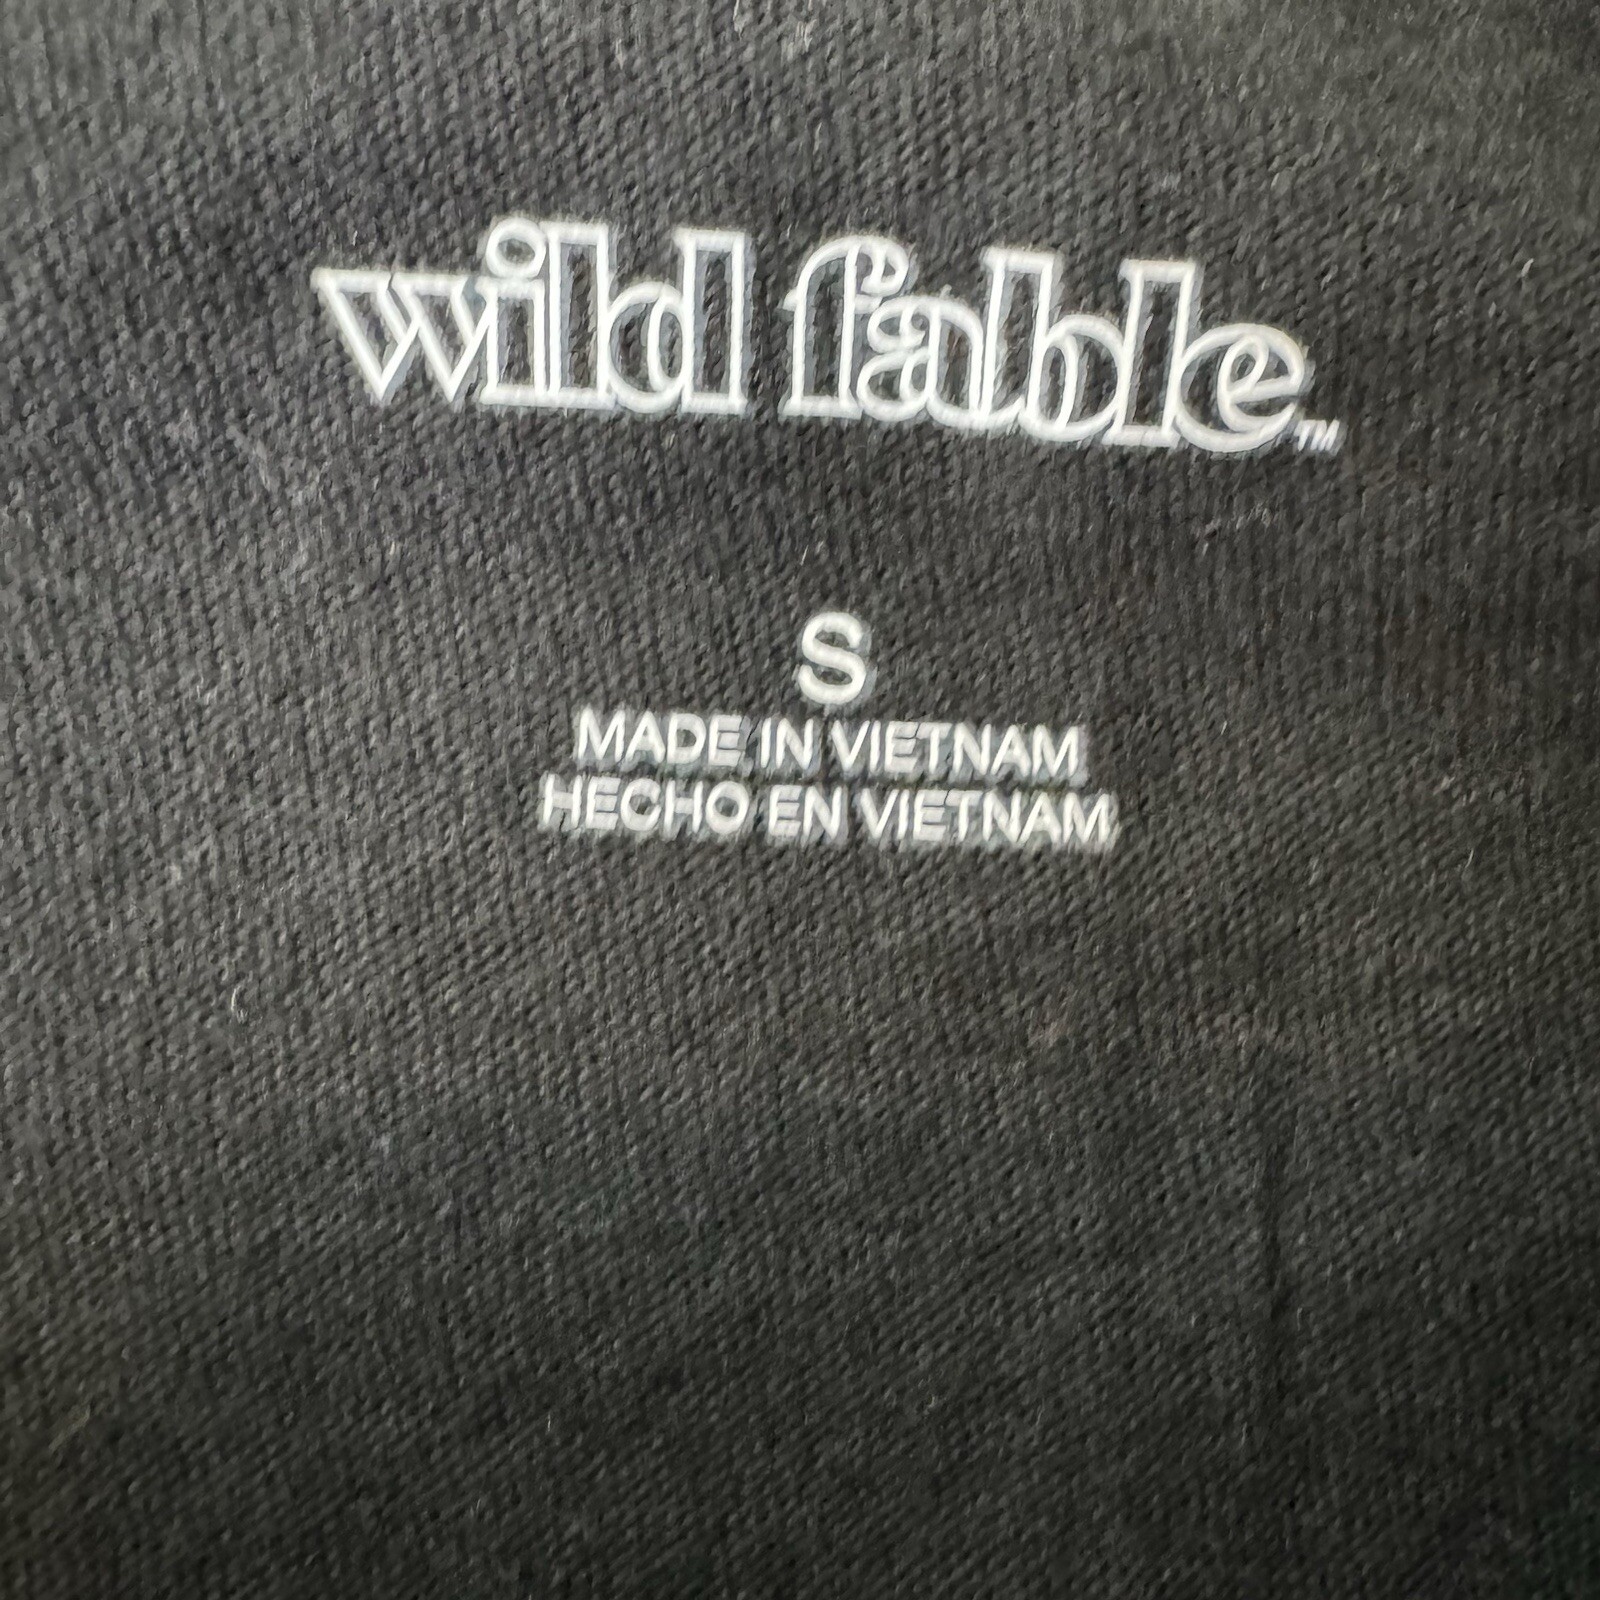 wild fable™
S
MADE IN VIETNAM
HECHO EN VIETNAM